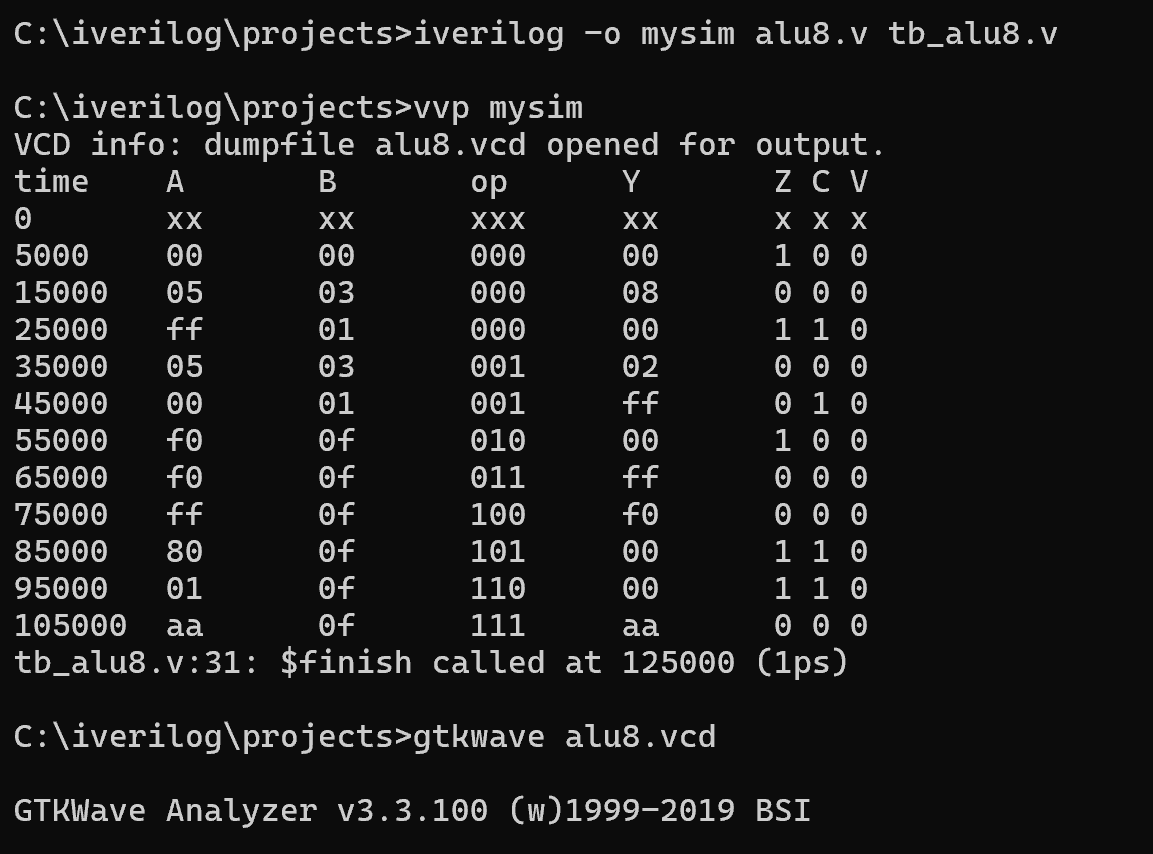 C:\iverilog\projects>iverilog -o mysim alu8.v tb_alu8.v
C:\iverilog\projects>vvp mysim
VCD info: dumpfile alu8.vcd opened for output.
time    A       B       op      Y       Z C V
0       xx      xx      xxx     xx      x x x
5000    00      00      000     00      1 0 0
15000   05      03      000     08      0 0 0
25000   ff      01      000     00      1 1 0
35000   05      03      001     02      0 0 0
45000   00      01      001     ff      0 1 0
55000   f0      0f      010     00      1 0 0
65000   f0      0f      011     ff      0 0 0
75000   ff      0f      100     f0      0 0 0
85000   80      0f      101     00      1 1 0
95000   01      0f      110     00      1 1 0
105000  aa      0f      111     aa      0 0 0
tb_alu8.v:31: $finish called at 125000 (1ps)
C:\iverilog\projects>gtkwave alu8.vcd
GTKWave Analyzer v3.3.100 (w)1999-2019 BSI